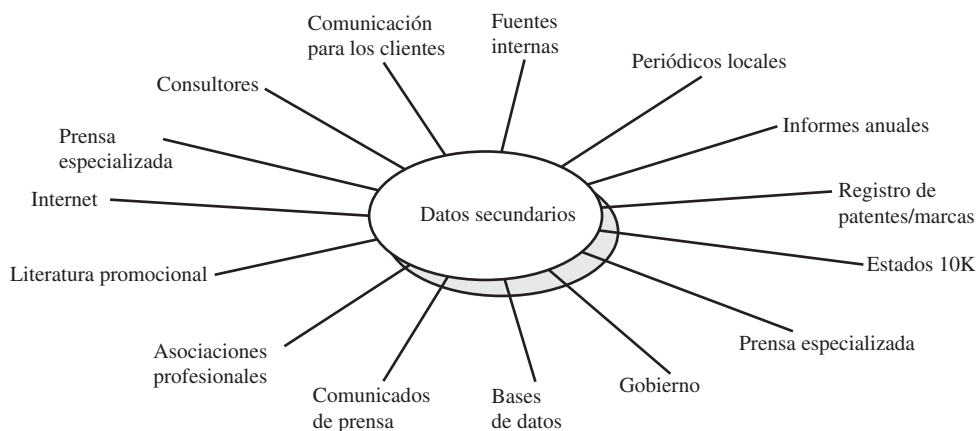 Comunicación
para los clientes
Fuentes
internas
Periódicos locales
Consultores
Informes anuales
Prensa
especializada
Internet
Datos secundarios
Registro de
patentes/marcas
Literatura promocional
Estados 10K
Asociaciones
profesionales
Comunicados
de prensa
Bases
de datos
Gobierno
Prensa especializada